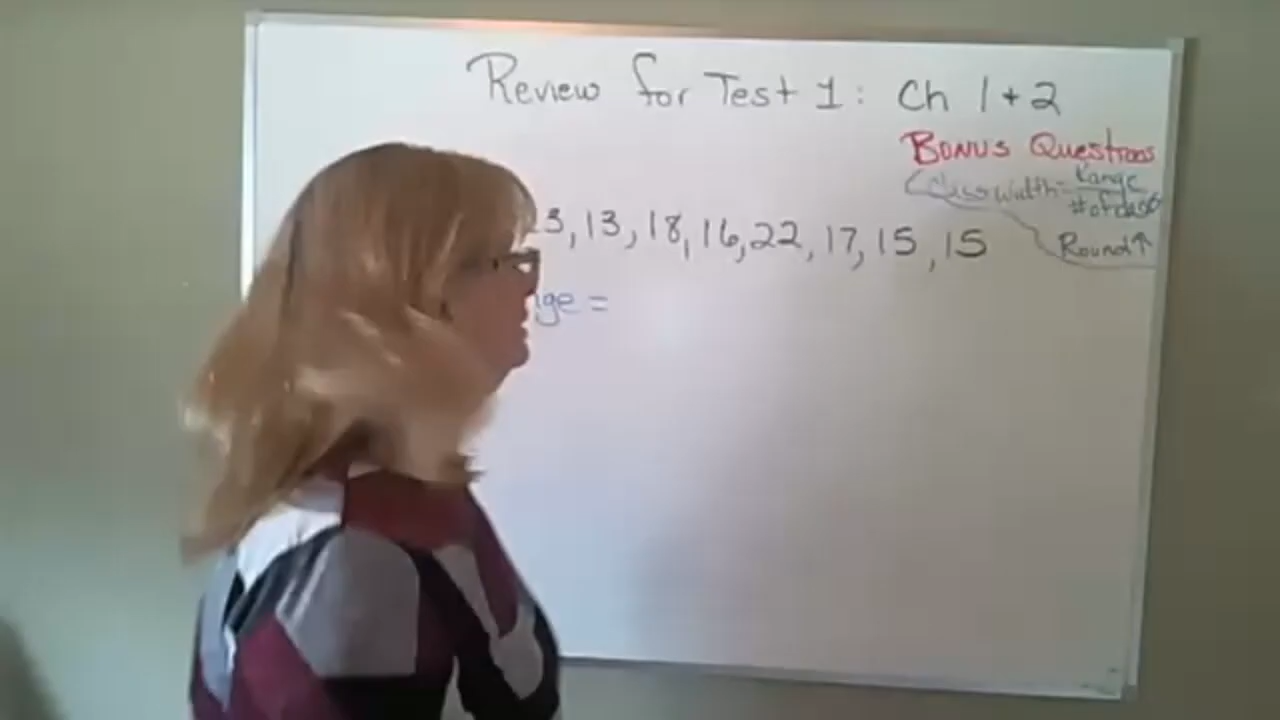 Review for Test 1: Ch 1 + 2
Bonus Questions
Class width = Range
# of class
3, 13, 18, 16, 22, 17, 15, 15
Round↑
ge =